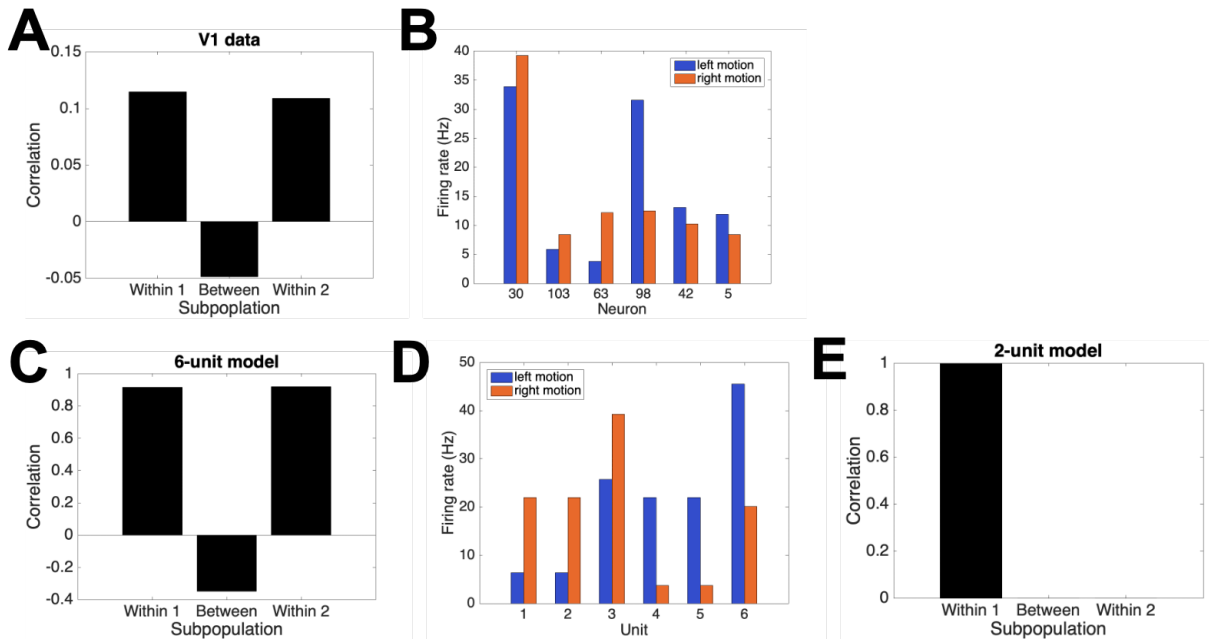 A
V1 data
0.15
0.1
0.05
0
-0.05
Correlation
Within 1 Between Within 2
Subpoplation
B
40
35
30
25
20
15
10
5
0
Firing rate (Hz)
left motion
right motion
30 103 63 98 42 5
Neuron
C
6-unit model
1
0.8
0.6
0.4
0.2
0
-0.2
-0.4
Correlation
Within 1 Between Within 2
Subpopulation
D
50
40
30
20
10
0
Firing rate (Hz)
left motion
right motion
1 2 3 4 5 6
Unit
E
2-unit model
1
0.8
0.6
0.4
0.2
0
Correlation
Within 1 Between Within 2
Subpopulation